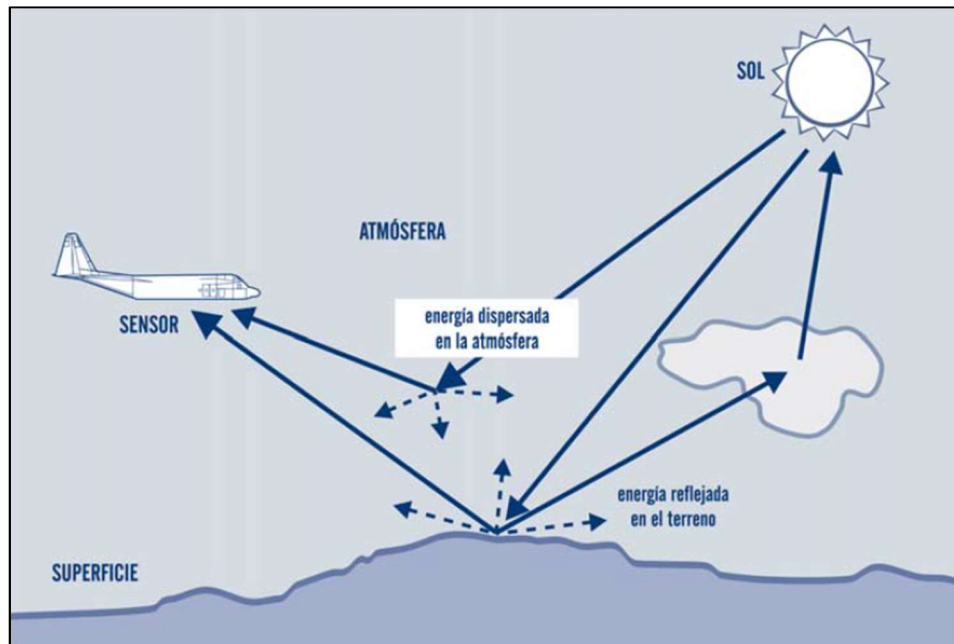 SOL
ATMÓSFERA
SENSOR
energía dispersada
en la atmósfera
energía reflejada
en el terreno
SUPERFICIE